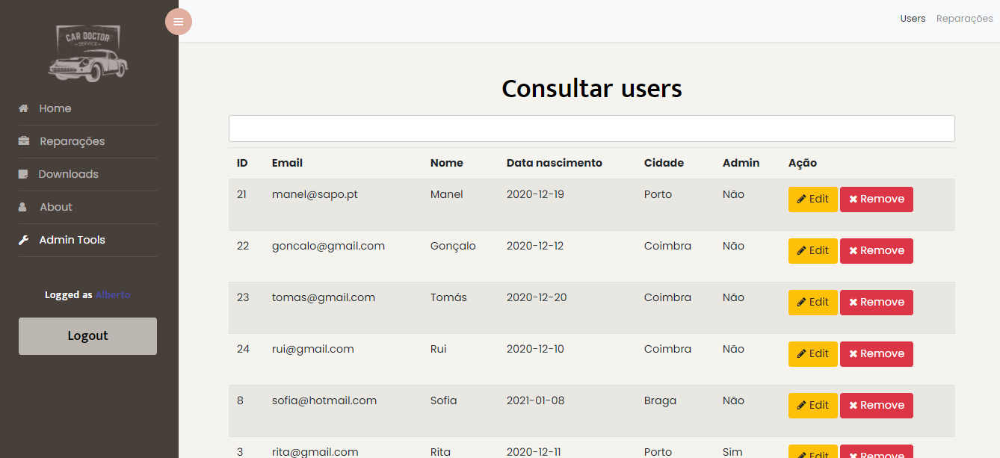 CAR DOCTOR
SERVICE
Home
Reparações
Downloads
About
Admin Tools
Logged as Alberto
Logout
Users Reparações
Consultar users
ID Email Nome Data nascimento Cidade Admin Ação
21 manel@sapo.pt Manel 2020-12-19 Porto Não Edit Remove
22 goncalo@gmail.com Gonçalo 2020-12-12 Coimbra Não Edit Remove
23 tomas@gmail.com Tomás 2020-12-20 Coimbra Não Edit Remove
24 rui@gmail.com Rui 2020-12-10 Coimbra Não Edit Remove
8 sofia@hotmail.com Sofia 2021-01-08 Braga Não Edit Remove
3 rita@gmail.com Rita 2020-12-11 Porto Sim Edit Remove